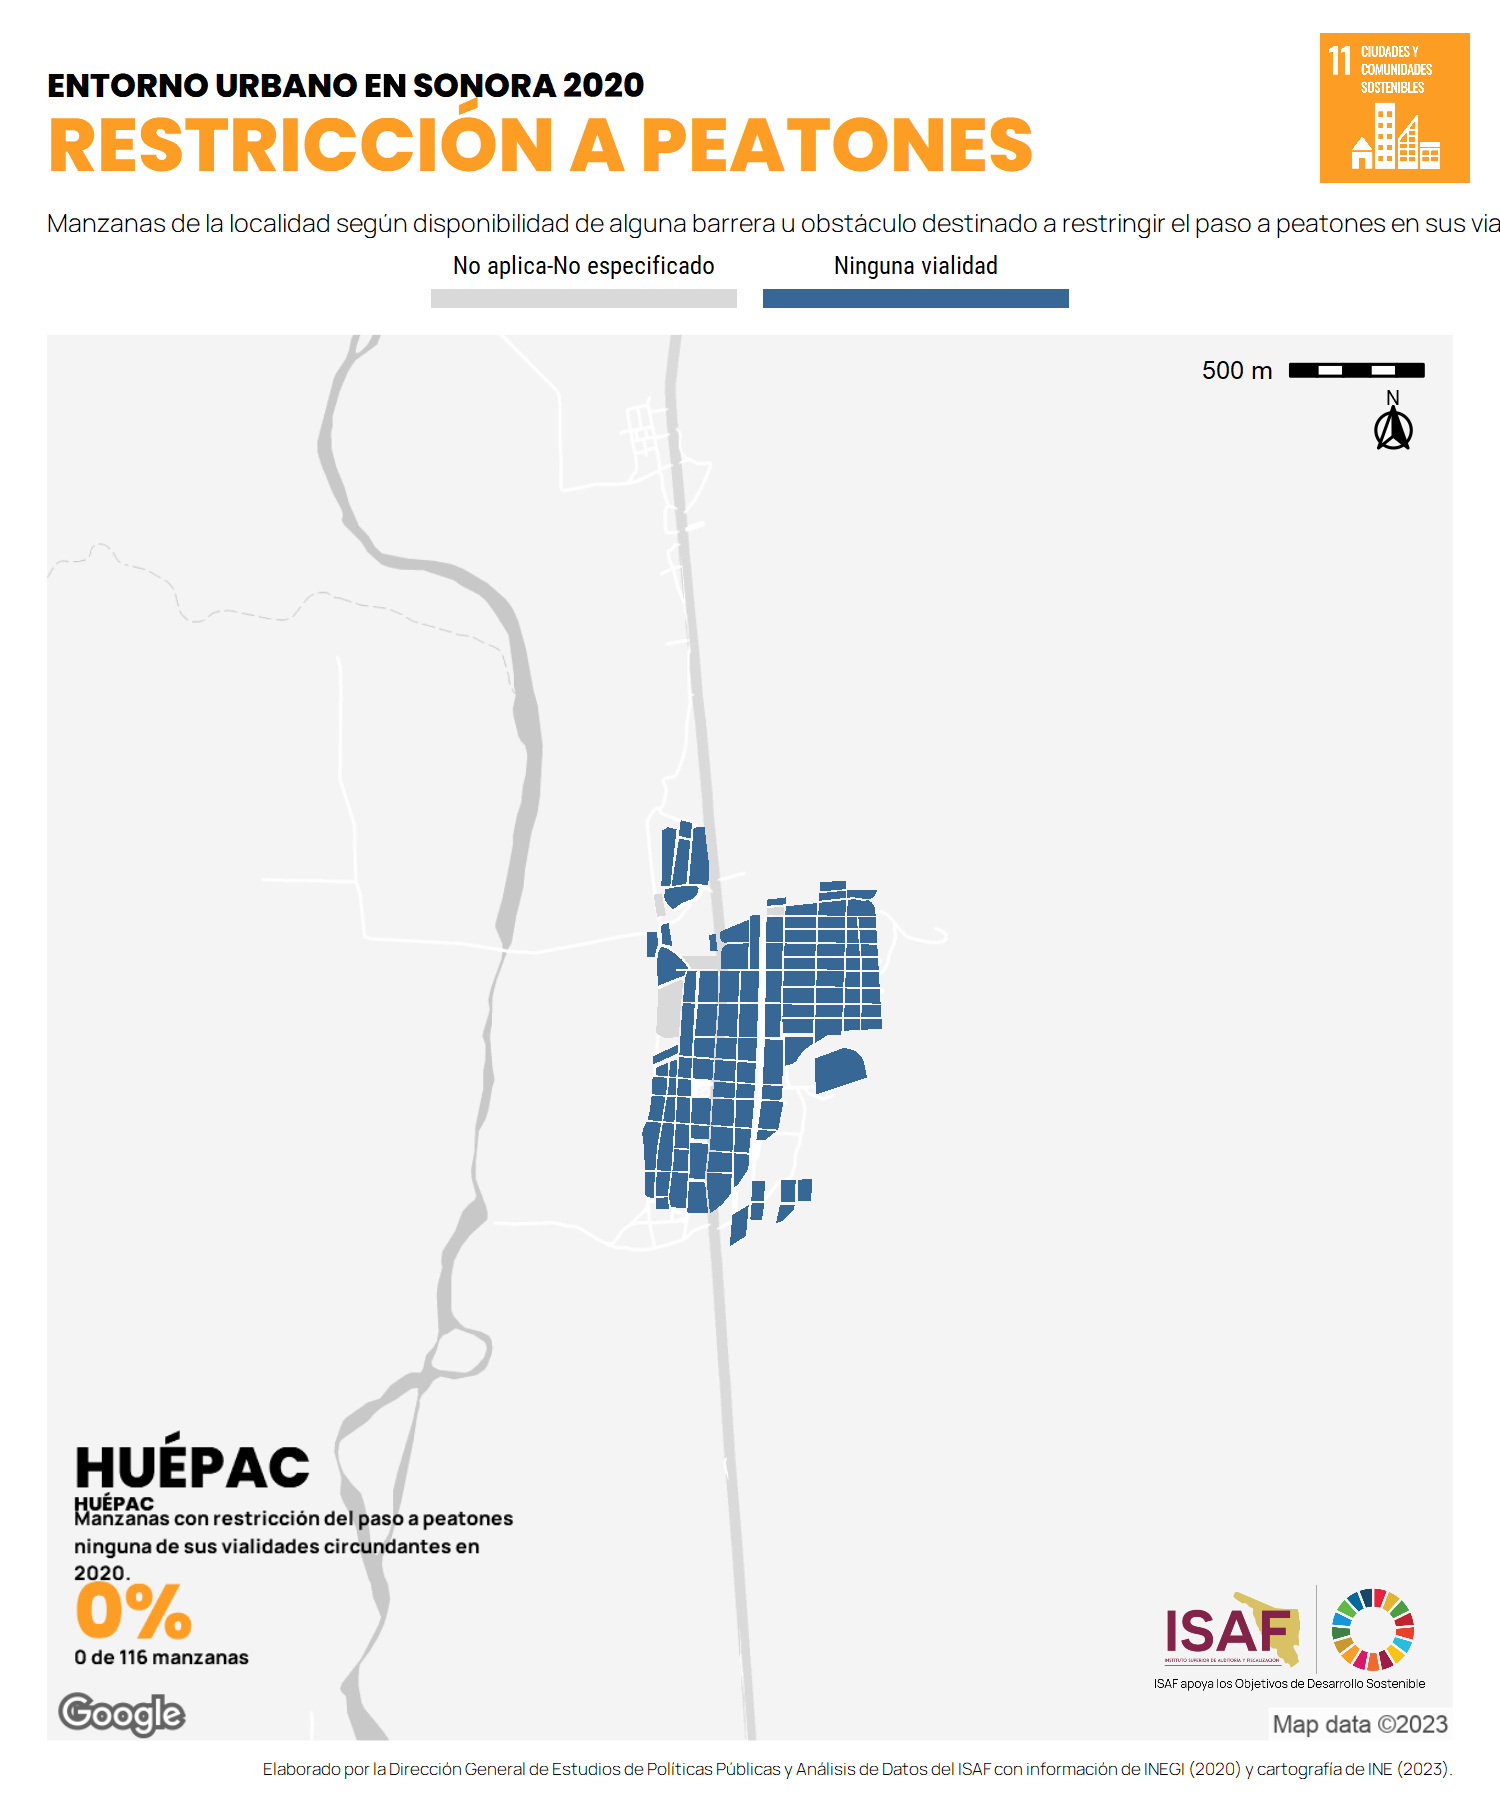 ENTORNO URBANO EN SONORA 2020
RESTRICCIÓN A PEATONES
11 CIUDADES Y
COMUNIDADES
SOSTENIBLES
Manzanas de la localidad según disponibilidad de alguna barrera u obstáculo destinado a restringir el paso a peatones en sus via
No aplica-No especificado
Ninguna vialidad
500 m
N
HUÉPAC
HUÉPAC
Manzanas con restricción del paso a peatones
ninguna de sus vialidades circundantes en
2020.
0%
0 de 116 manzanas
ISAF
INSTITUTO SUPERIOR DE AUDITORÍA Y FISCALIZACIÓN
ISAF apoya los Objetivos de Desarrollo Sostenible
Google
Map data ©2023
Elaborado por la Dirección General de Estudios de Políticas Públicas y Análisis de Datos del ISAF con información de INEGI (2020) y cartografía de INE (2023).